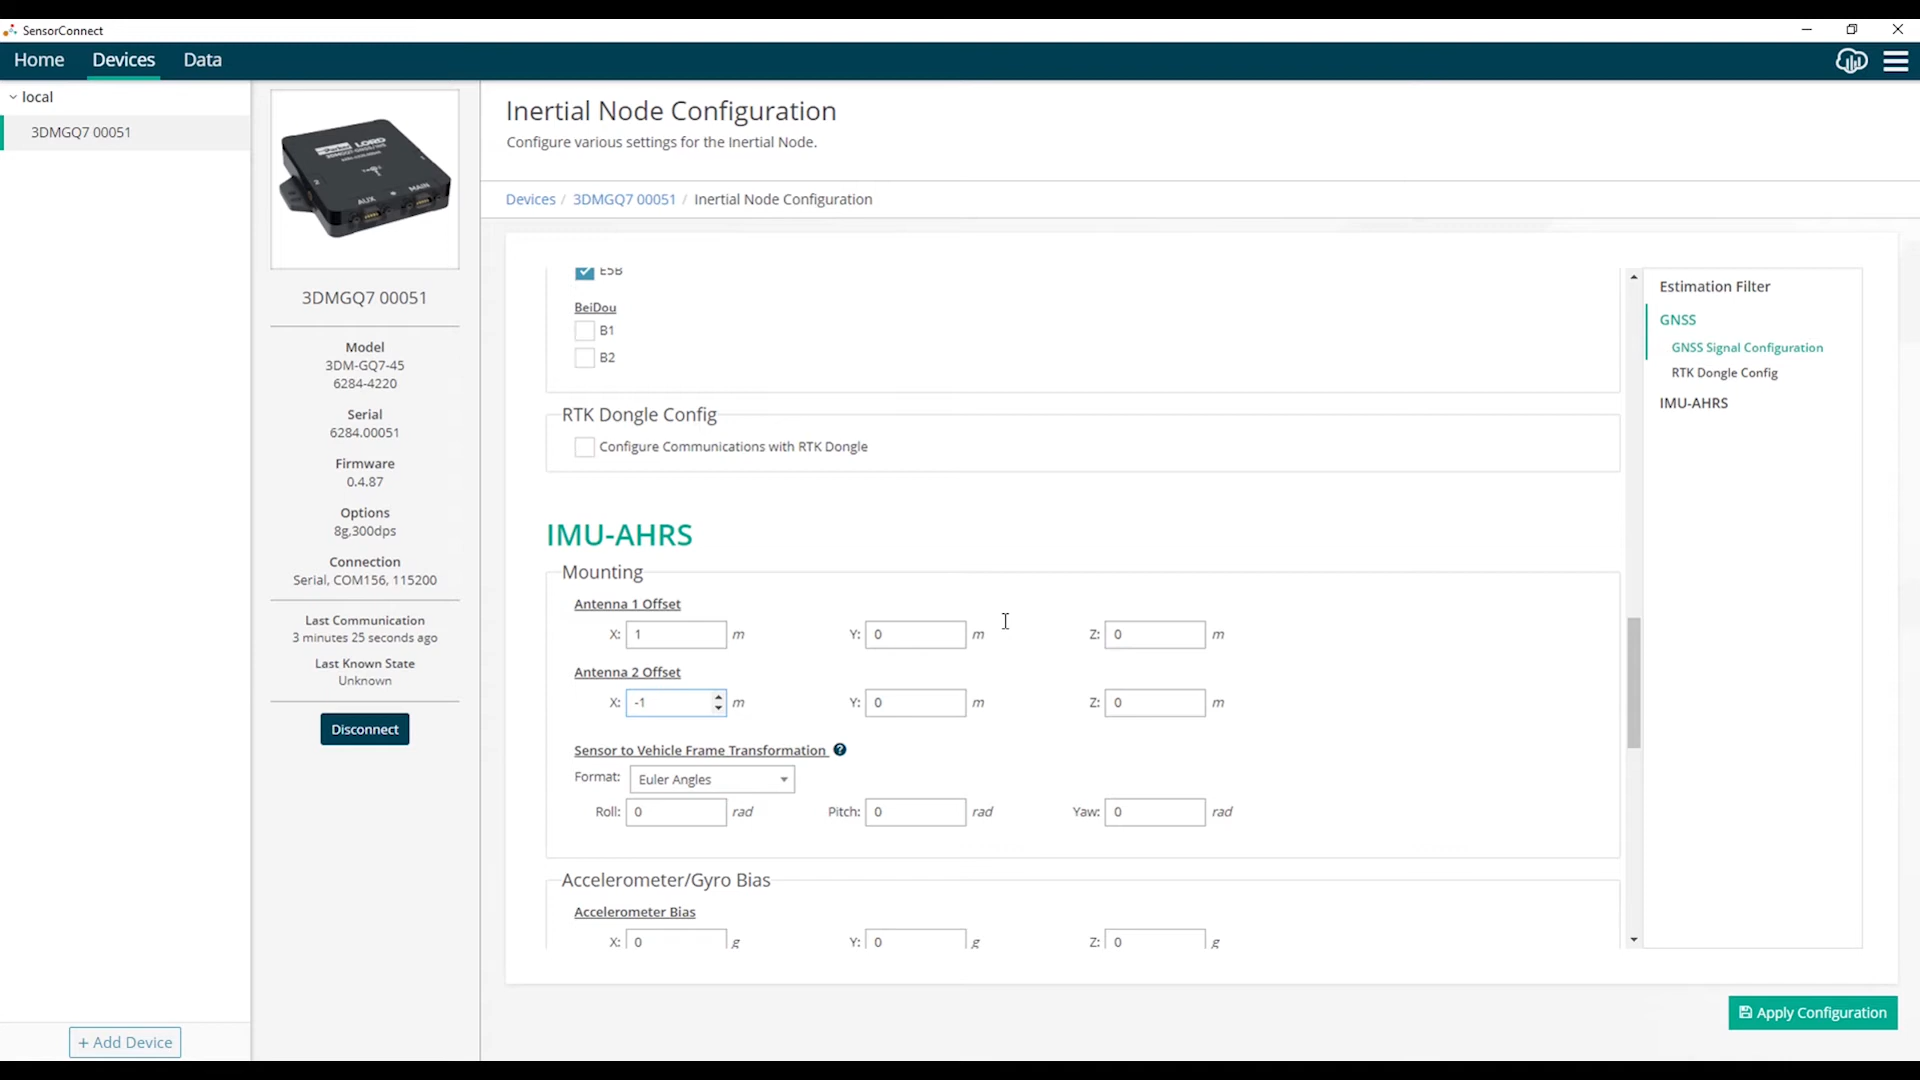 SensorConnect
Home Devices Data
local
3DMGQ7 00051
LORD
2
AUX
MAIN
3DMGQ7 00051
Model
3DM-GQ7-45
6284-4220
Serial
6284.00051
Firmware
0.4.87
Options
8g,300dps
Connection
Serial, COM156, 115200
Last Communication
3 minutes 25 seconds ago
Last Known State
Unknown
Disconnect
+ Add Device
Inertial Node Configuration
Configure various settings for the Inertial Node.
Devices / 3DMGQ7 00051 / Inertial Node Configuration
E5B
BeiDou
B1
B2
RTK Dongle Config
Configure Communications with RTK Dongle
IMU-AHRS
Mounting
Antenna 1 Offset
X: 1 m Y: 0 m Z: 0 m
Antenna 2 Offset
X: -1 m Y: 0 m Z: 0 m
Sensor to Vehicle Frame Transformation ?
Format: Euler Angles
Roll: 0 rad Pitch: 0 rad Yaw: 0 rad
Accelerometer/Gyro Bias
Accelerometer Bias
X: 0 g Y: 0 g Z: 0 g
Estimation Filter
GNSS
GNSS Signal Configuration
RTK Dongle Config
IMU-AHRS
Apply Configuration